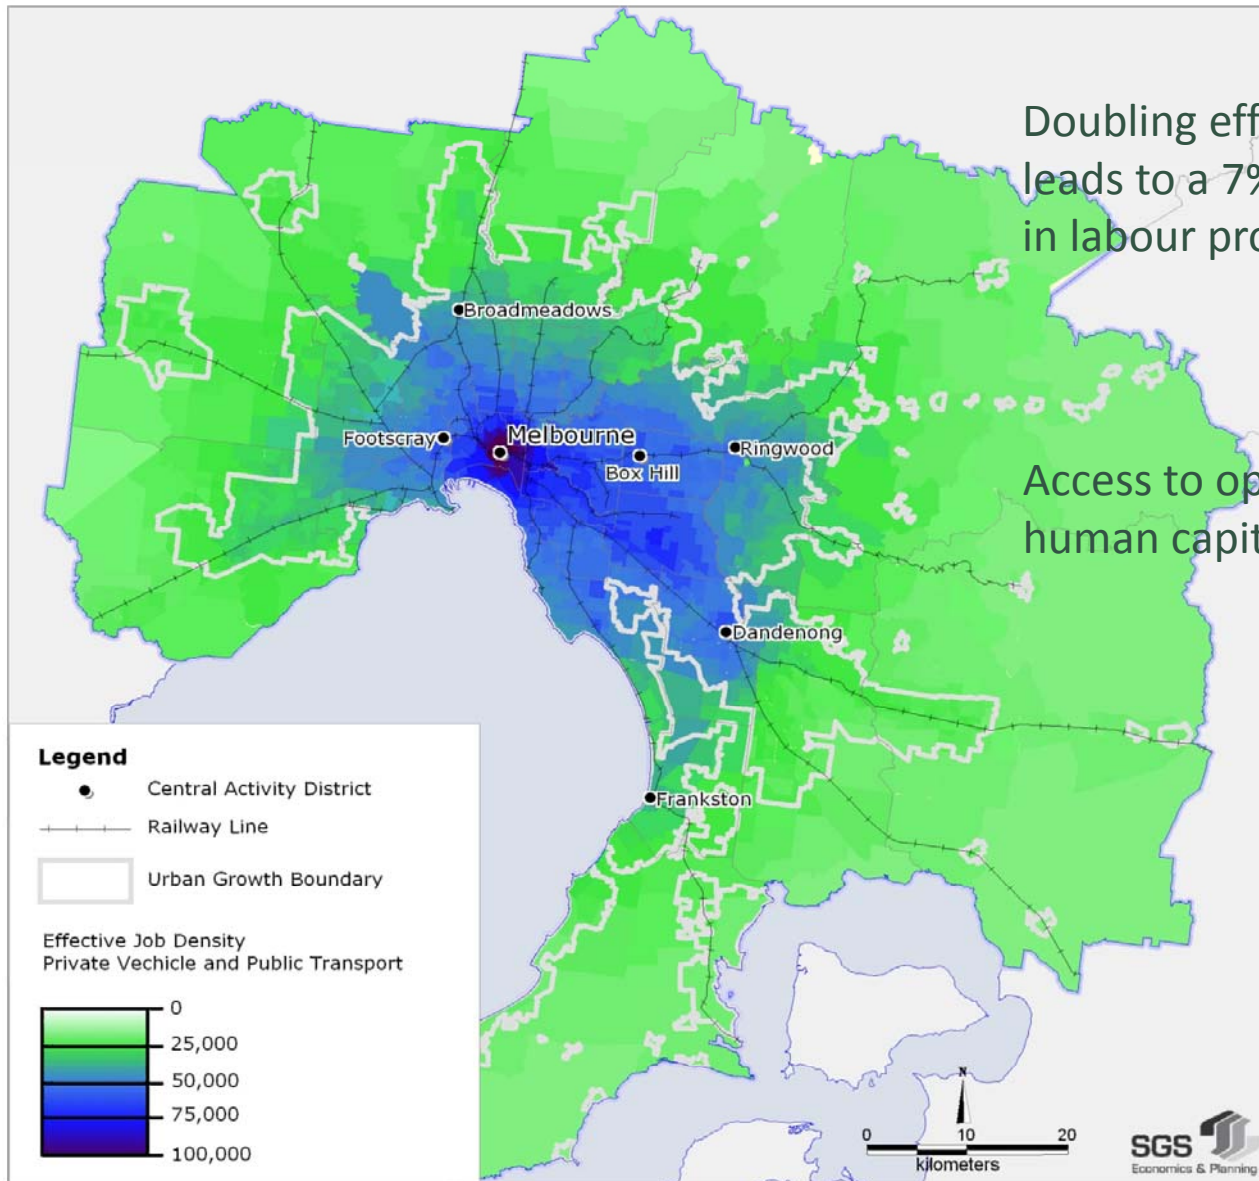 Doubling eff
leads to a 7%
in labour pro
Broadmeadows
Footscray
Melbourne
Box Hill
Ringwood
Access to op
human capit
Dandenong
Frankston
Legend
Central Activity District
Railway Line
Urban Growth Boundary
Effective Job Density
Private Vechicle and Public Transport
0
25,000
50,000
75,000
100,000
N
0 10 20
kilometers
SGS
Economics & Planning